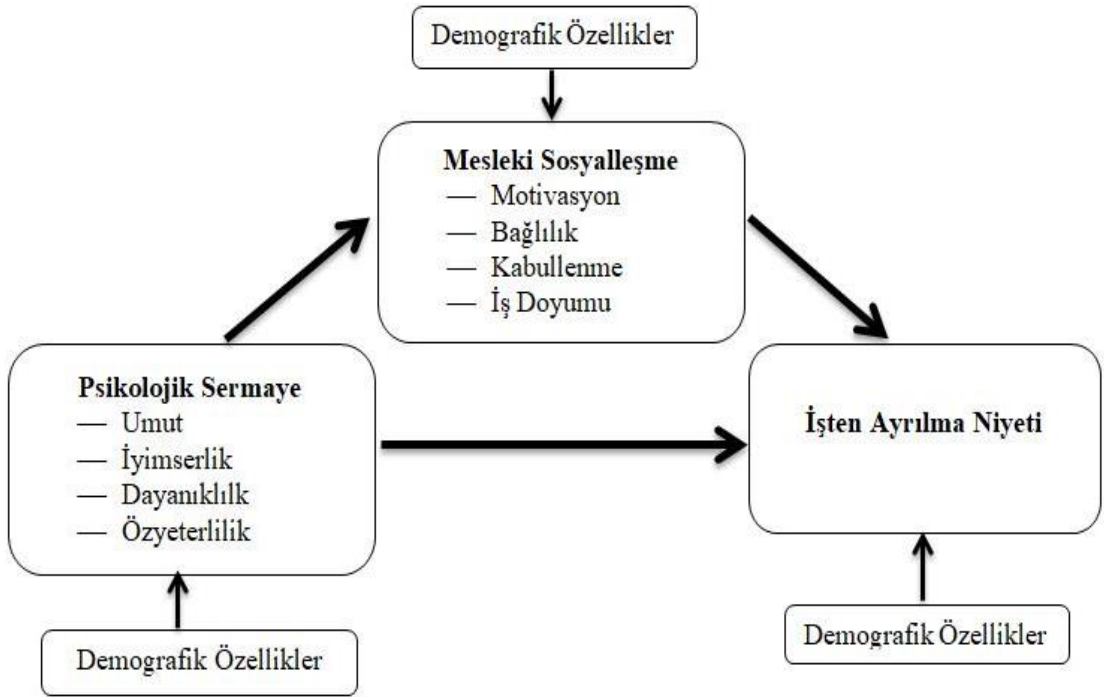 Demografik Özellikler
Mesleki Sosyalleşme
— Motivasyon
— Bağlılık
— Kabullenme
— İş Doyumu
Psikolojik Sermaye
— Umut
— İyimserlik
— Dayanıklılk
— Özyeterlilik
İşten Ayrılma Niyeti
Demografik Özellikler
Demografik Özellikler